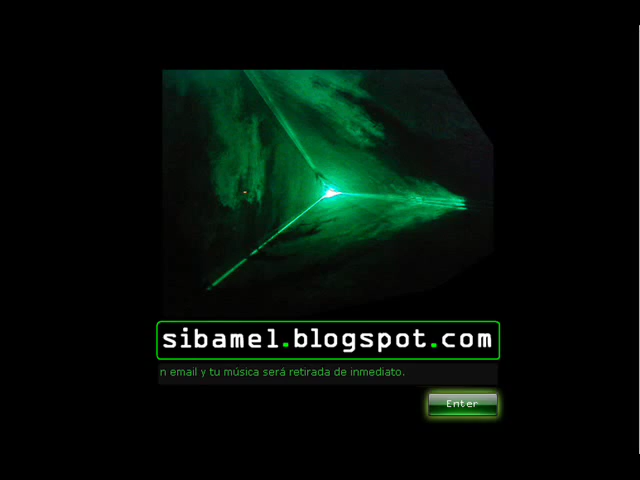 sibamel.blogspot.com
n email y tu música será retirada de inmediato.
Enter